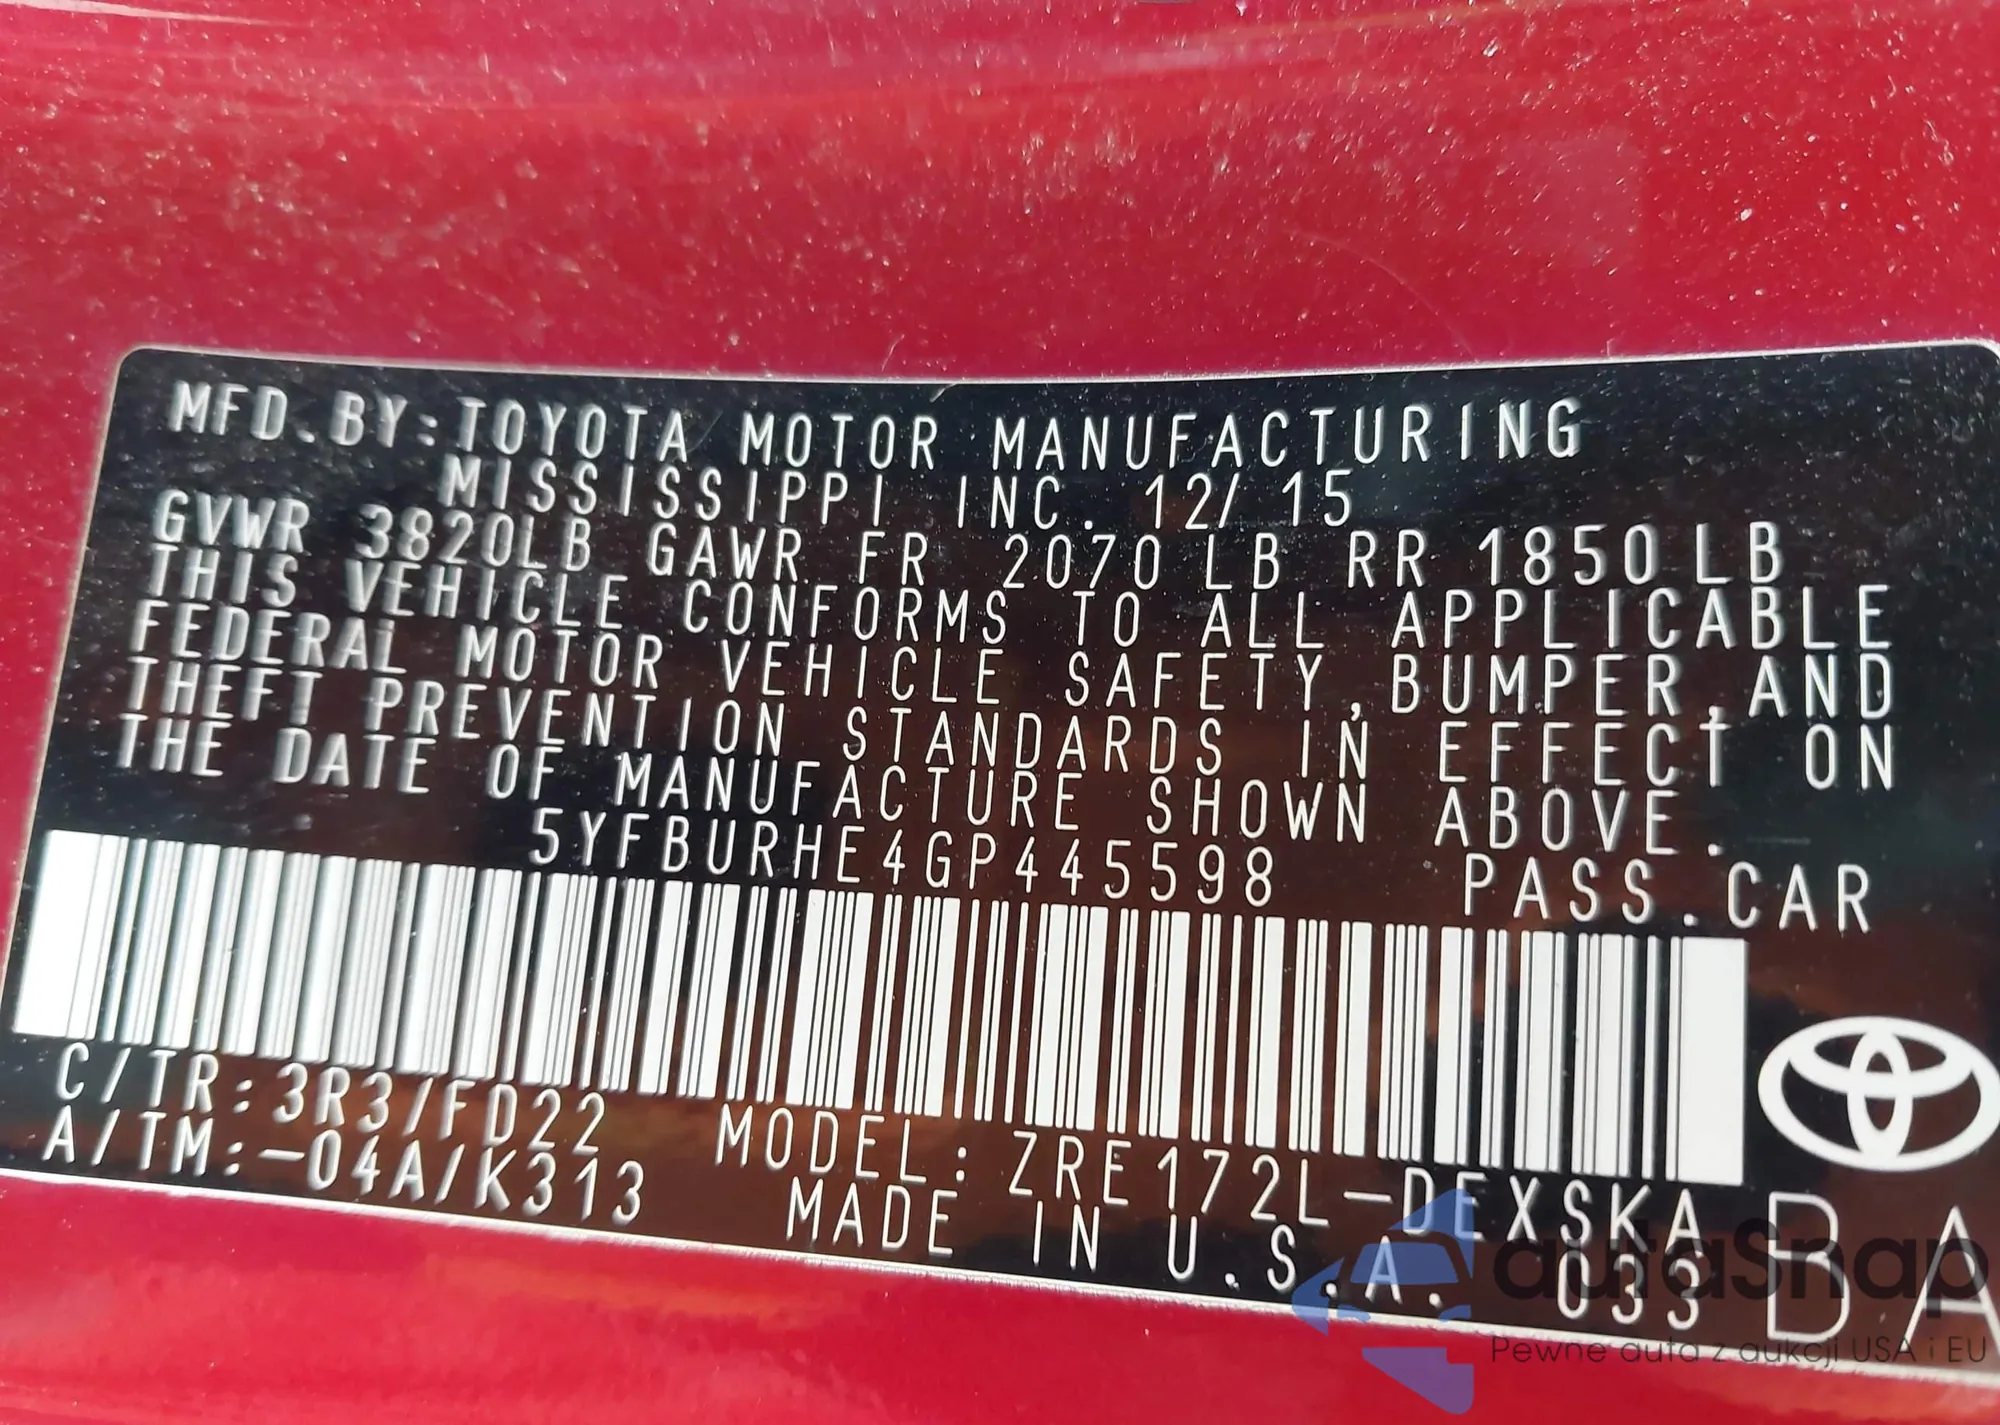 MFD.BY:TOYOTA MOTOR MANUFACTURING
MISSISSIPPI INC. 12/ 15
GVWR 3820LB GAWR FR 2070LB RR 1850LB
THIS VEHICLE CONFORMS TO ALL APPLICABLE
FEDERAL MOTOR VEHICLE SAFETY,BUMPER,AND
THEFT PREVENTION STANDARDS IN EFFECT ON
THE DATE OF MANUFACTURE SHOWN ABOVE.
5YFBURHE4GP445598 PASS.CAR
C/TR:3R3/FD22 MODEL:ZRE172L-DEXSKA
A/TM:-04A/K313 MADE IN U.S.A. 033 BA
autaSnap
Pewne auta z aukcji USA i EU